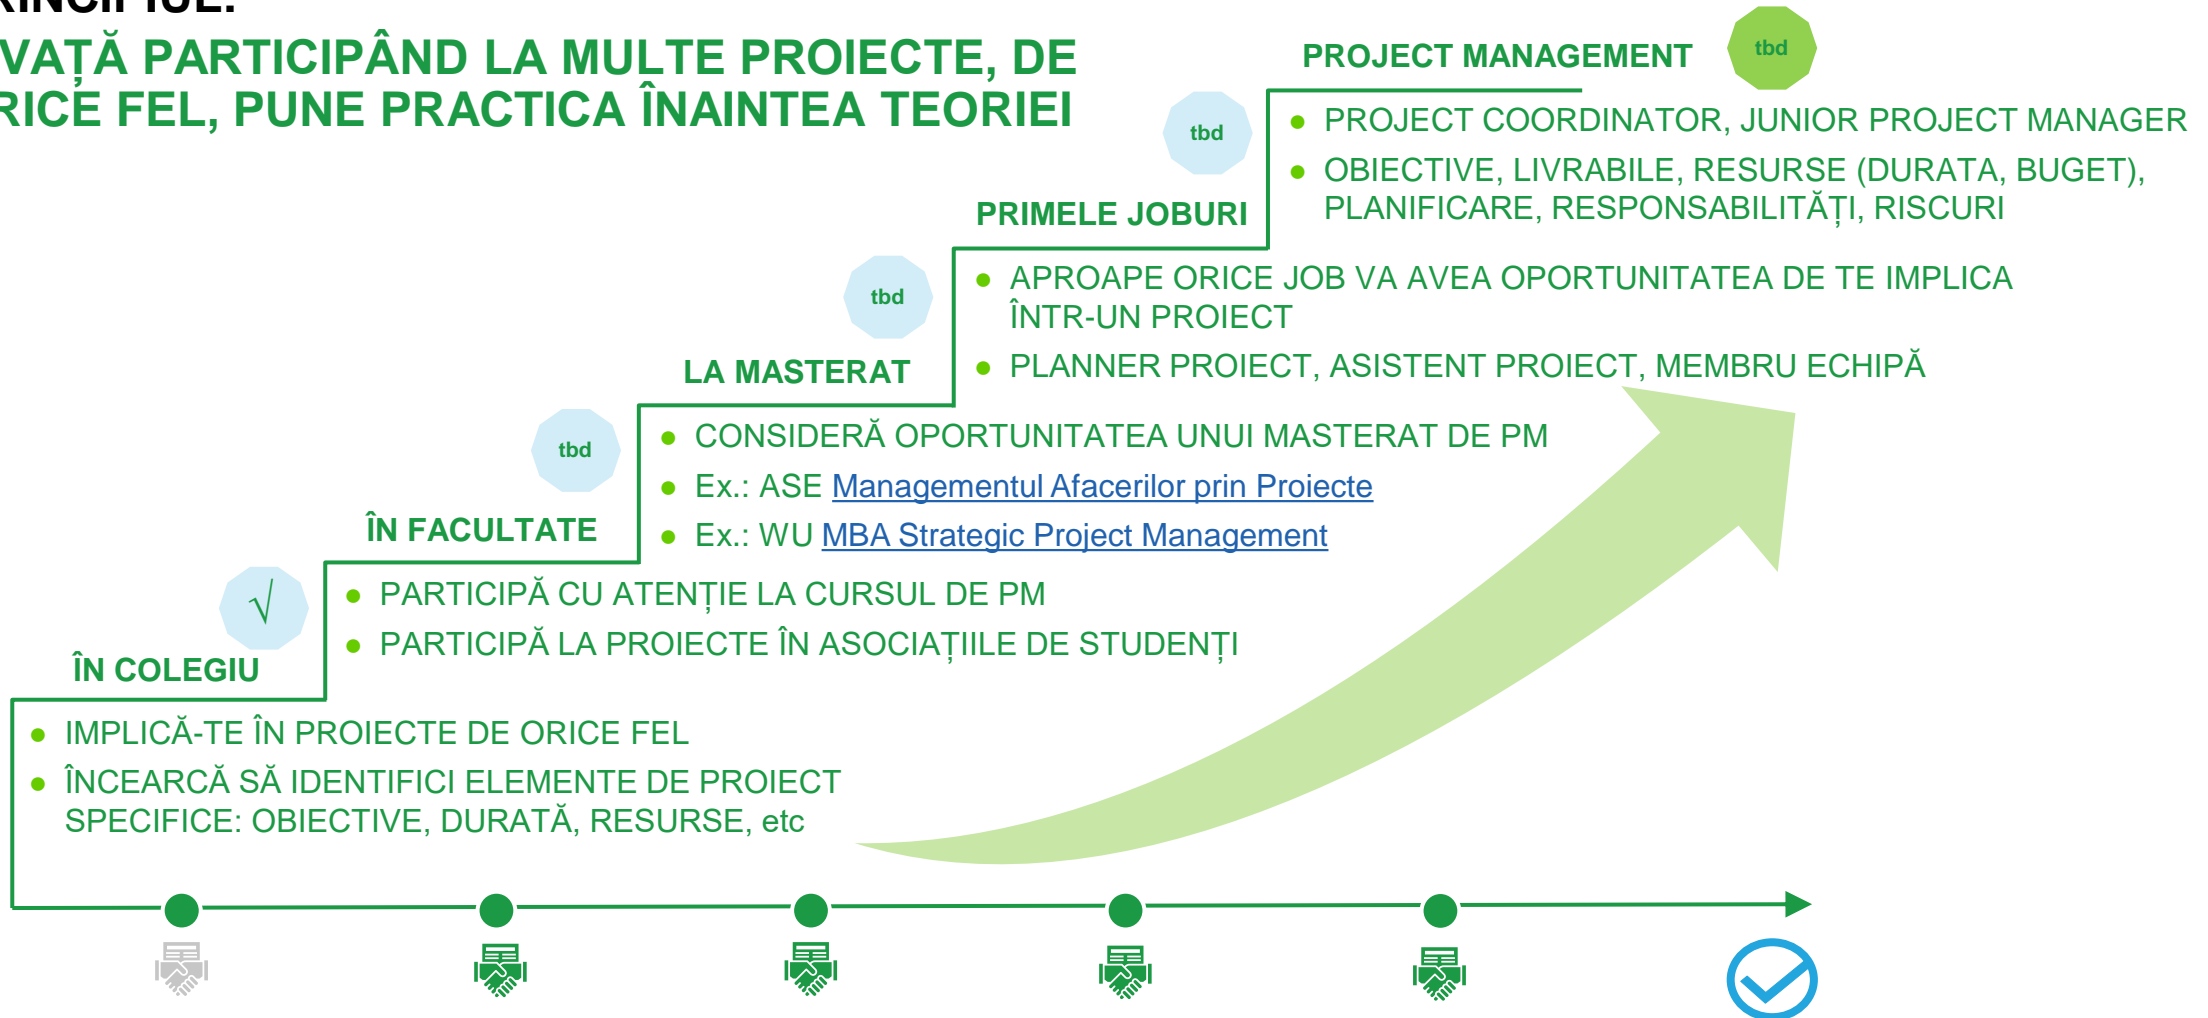 RINCIPIUL:
VAȚĂ PARTICIPÂND LA MULTE PROIECTE, DE
RICE FEL, PUNE PRACTICA ÎNAINTEA TEORIEI
PROJECT MANAGEMENT
tbd
● PROJECT COORDINATOR, JUNIOR PROJECT MANAGER
● OBIECTIVE, LIVRABILE, RESURSE (DURATA, BUGET),
PLANIFICARE, RESPONSABILITĂȚI, RISCURI
tbd
PRIMELE JOBURI
● APROAPE ORICE JOB VA AVEA OPORTUNITATEA DE TE IMPLICA
ÎNTR-UN PROIECT
● PLANNER PROIECT, ASISTENT PROIECT, MEMBRU ECHIPĂ
tbd
LA MASTERAT
● CONSIDERĂ OPORTUNITATEA UNUI MASTERAT DE PM
● Ex.: ASE Managementul Afacerilor prin Proiecte
● Ex.: WU MBA Strategic Project Management
tbd
ÎN FACULTATE
● PARTICIPĂ CU ATENȚIE LA CURSUL DE PM
● PARTICIPĂ LA PROIECTE ÎN ASOCIAȚIILE DE STUDENȚI
√
ÎN COLEGIU
● IMPLICĂ-TE ÎN PROIECTE DE ORICE FEL
● ÎNCEARCĂ SĂ IDENTIFICI ELEMENTE DE PROIECT
SPECIFICE: OBIECTIVE, DURATĂ, RESURSE, etc